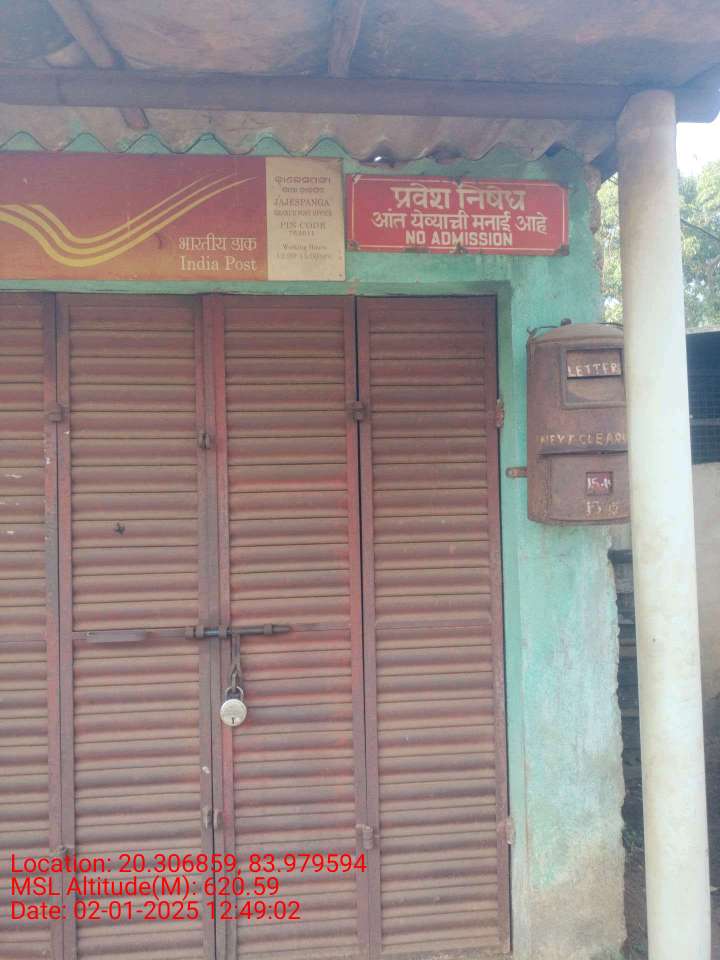 भारतीय डाक
India Post
JAJESPANGA
PIN CODE
Working Hours
प्रवेश निषेध
आंत येव्याची मनाई आहे
NO ADMISSION
LETTER
NEXT CLEAR
Location: 20.306859, 83.979594
MSL Altitude(M): 620.59
Date: 02-01-2025 12:49:02